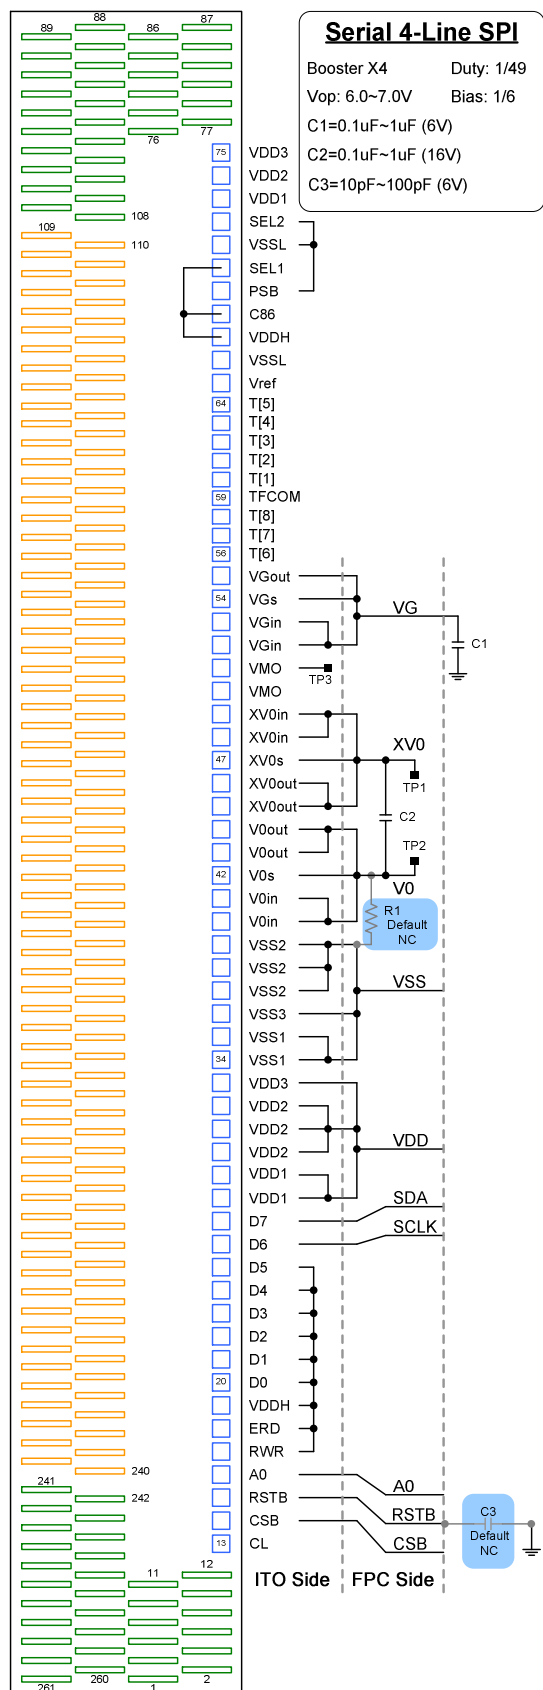 Serial 4-Line SPI
Booster X4 Duty: 1/49
Vop: 6.0~7.0V Bias: 1/6
C1=0.1uF~1uF (6V)
C2=0.1uF~1uF (16V)
C3=10pF~100pF (6V)
88 87
89 86
77
76
75 VDD3
VDD2
VDD1
108 SEL2
109
110 VSSL
SEL1
PSB
C86
VDDH
VSSL
Vref
64 T[5]
T[4]
T[3]
T[2]
T[1]
59 TFCOM
T[8]
T[7]
56 T[6]
VGout
54 VGs VG
VGin
VGin C1
VMO TP3
VMO
XV0in
XV0in XV0
47 XV0s
XV0out TP1
XV0out
C2
V0out
V0out TP2
42 V0s
V0
V0in R1
V0in Default
NC
VSS2
VSS2
VSS2 VSS
VSS3
VSS1
34 VSS1
VDD3
VDD2
VDD2
VDD2 VDD
VDD1
VDD1 SDA
D7
D6 SCLK
D5
D4
D3
D2
D1
20 D0
VDDH
ERD
RWR
240 A0
241 A0
242 RSTB
RSTB C3
CSB Default
13 CL CSB NC
12
11 ITO Side FPC Side
260 2
261 1